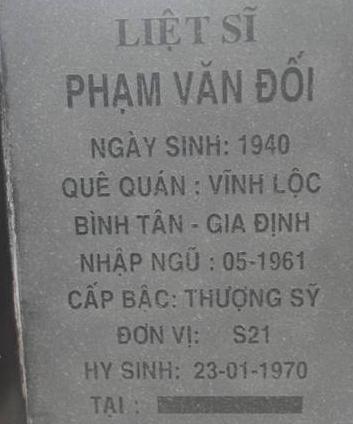 LIỆT SĨ
PHẠM VĂN ĐỐI
NGÀY SINH: 1940
QUÊ QUÁN : VĨNH LỘC
BÌNH TÂN - GIA ĐỊNH
NHẬP NGŨ : 05-1961
CẤP BẬC: THƯỢNG SỸ
ĐƠN VỊ: S21
HY SINH: 23-01-1970
TẠI :